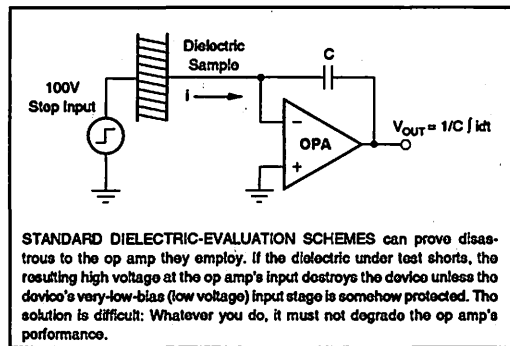 Dielectric
Sample
C
100V
Step Input
i
−
OPA
+
VOUT = 1/C ∫ idt
STANDARD DIELECTRIC-EVALUATION SCHEMES can prove disas-
trous to the op amp they employ. If the dielectric under test shorts, the
resulting high voltage at the op amp's input destroys the device unless the
device's very-low-bias (low voltage) input stage is somehow protected. The
solution is difficult: Whatever you do, it must not degrade the op amp's
performance.